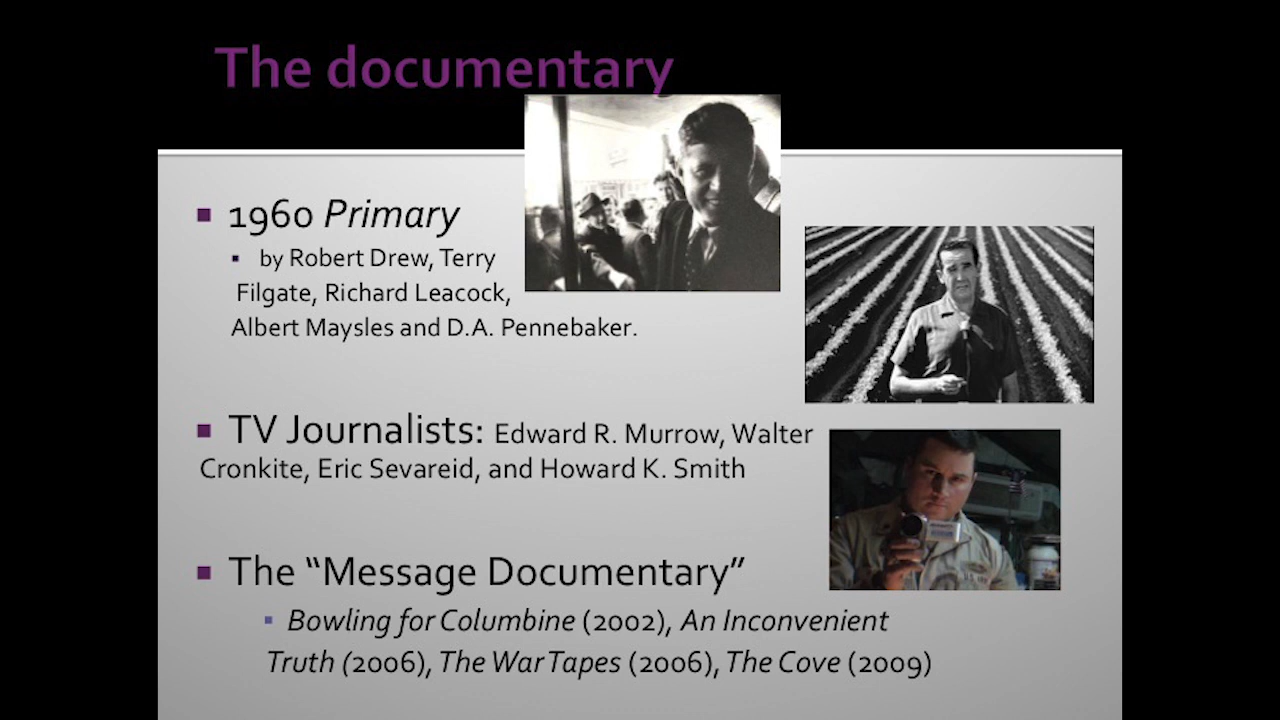 The documentary
1960 Primary
by Robert Drew, Terry
Filgate, Richard Leacock,
Albert Maysles and D.A. Pennebaker.
TV Journalists: Edward R. Murrow, Walter
Cronkite, Eric Sevareid, and Howard K. Smith
The “Message Documentary”
Bowling for Columbine (2002), An Inconvenient
Truth (2006), The War Tapes (2006), The Cove (2009)